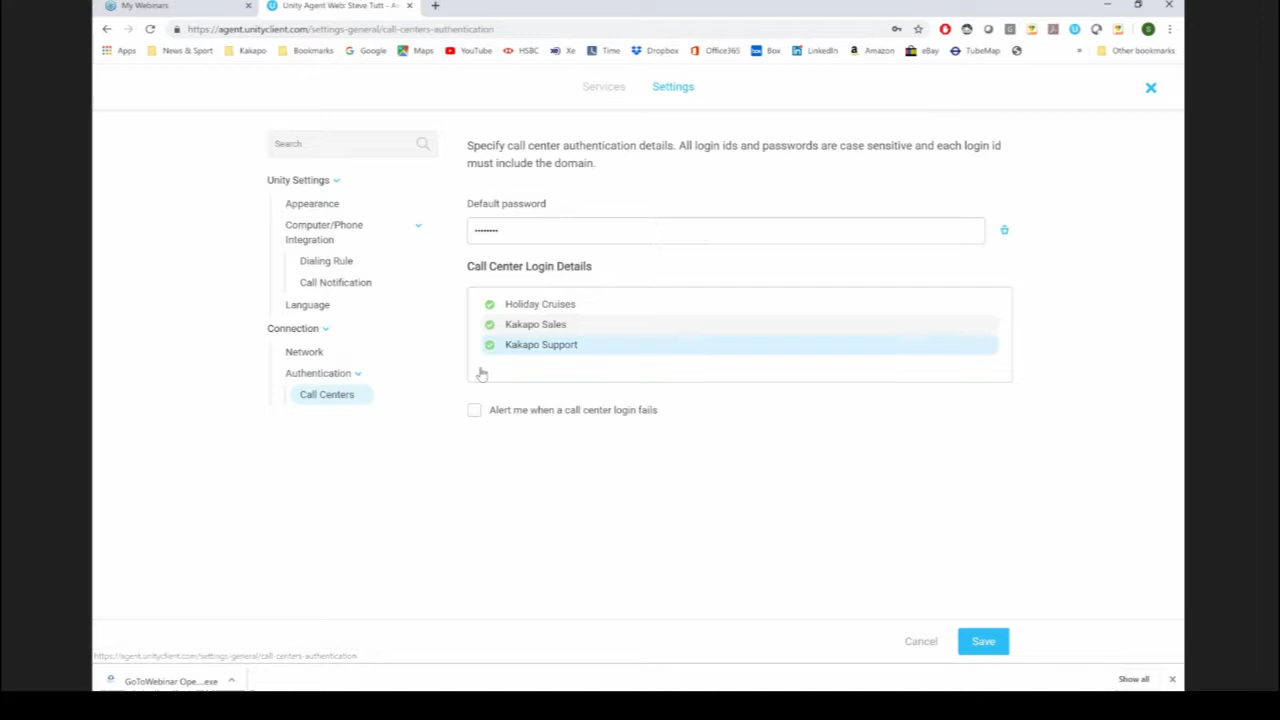 My Webinars
Unity Agent Web: Steve Tutt - Av
https://agent.unityclient.com/settings-general/call-centers-authentication
Apps News & Sport Kakapo Bookmarks Google Maps YouTube HSBC Xe Time Dropbox Office365 Box LinkedIn Amazon eBay TubeMap » Other bookmarks
Services Settings
Search
Unity Settings
Appearance
Computer/Phone
Integration
Dialing Rule
Call Notification
Language
Connection
Network
Authentication
Call Centers
Specify call center authentication details. All login ids and passwords are case sensitive and each login id
must include the domain.
Default password
••••••••
Call Center Login Details
Holiday Cruises
Kakapo Sales
Kakapo Support
Alert me when a call center login fails
Cancel Save
https://agent.unityclient.com/settings-general/call-centers-authentication
GoToWebinar Ope....exe
Show all